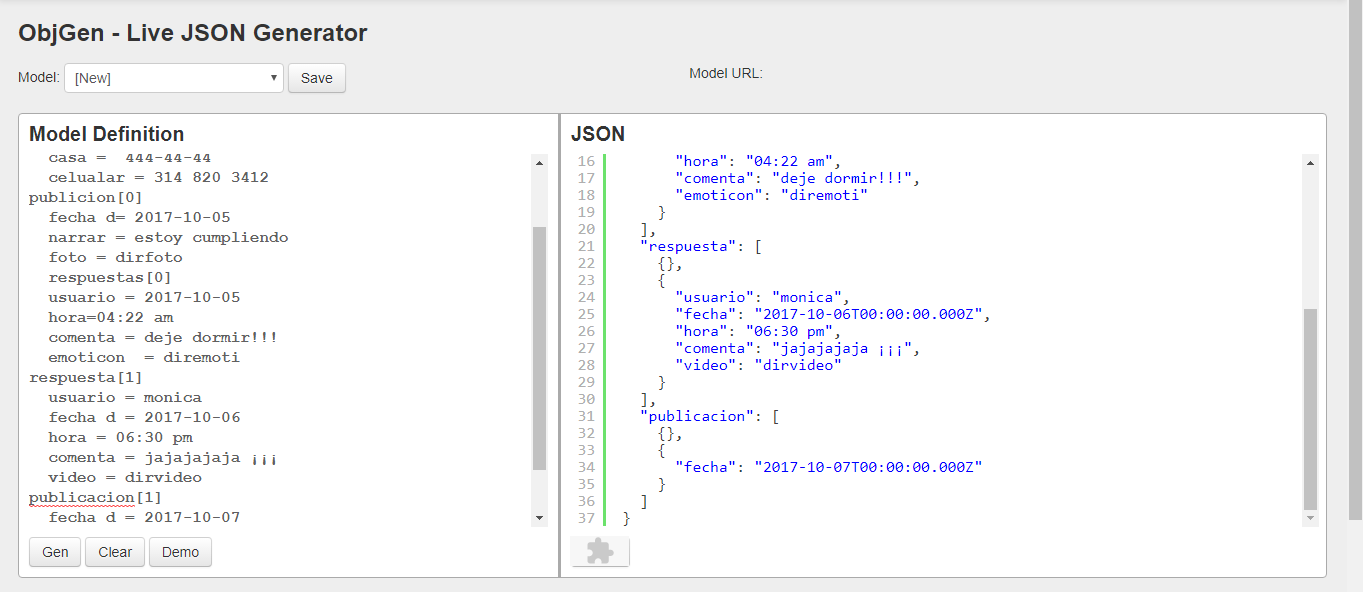 ObjGen - Live JSON Generator
Model: [New] Save
Model URL:
Model Definition
casa =  444-44-44
celualar = 314 820 3412
publicion[0]
fecha d= 2017-10-05
narrar = estoy cumpliendo
foto = dirfoto
respuestas[0]
usuario = 2017-10-05
hora=04:22 am
comenta = deje dormir!!!
emoticon  = diremoti
respuesta[1]
usuario = monica
fecha d = 2017-10-06
hora = 06:30 pm
comenta = jajajajaja ¡¡¡
video = dirvideo
publicacion[1]
fecha d = 2017-10-07
Gen Clear Demo
JSON
16 "hora": "04:22 am",
17 "comenta": "deje dormir!!!",
18 "emoticon": "diremoti"
19 }
20 ],
21 "respuesta": [
22 {},
23 {
24 "usuario": "monica",
25 "fecha": "2017-10-06T00:00:00.000Z",
26 "hora": "06:30 pm",
27 "comenta": "jajajajaja ¡¡¡",
28 "video": "dirvideo"
29 }
30 ],
31 "publicacion": [
32 {},
33 {
34 "fecha": "2017-10-07T00:00:00.000Z"
35 }
36 ]
37 }